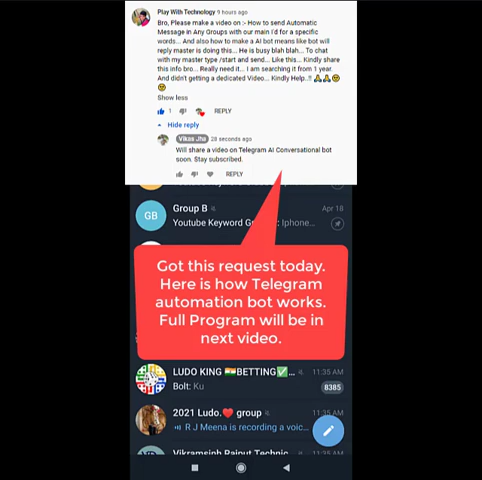 Play With Technology 9 hours ago
Bro, Please make a video on :- How to send Automatic
Message in Any Groups with our main I'd for a specific
words... And also how to make a AI bot means like bot will
reply master is doing this... He is busy blah blah... To chat
with my master type /start and send... Like this... Kindly share
this info bro... Really need it... I am searching it from 1 year.
And didn't getting a dedicated Video... Kindly Help..!! 🙏🙏😔
😔
Show less
1 REPLY
Hide reply
Vikas Jha 28 seconds ago
Will share a video on Telegram AI Conversational bot
soon. Stay subscribed.
REPLY
GB
Group B
Apr 18
Youtube Keyword Gr : Iphone...
Got this request today.
Here is how Telegram
automation bot works.
Full Program will be in
next video.
LUDO KING 🇮🇳BETTING✅...
11:35 AM
Bolt: Ku
8385
2021 Ludo.❤️ group
11:35 AM
R J Meena is recording a voic...
Vikramsinh Rajput Technic
11:35 AM